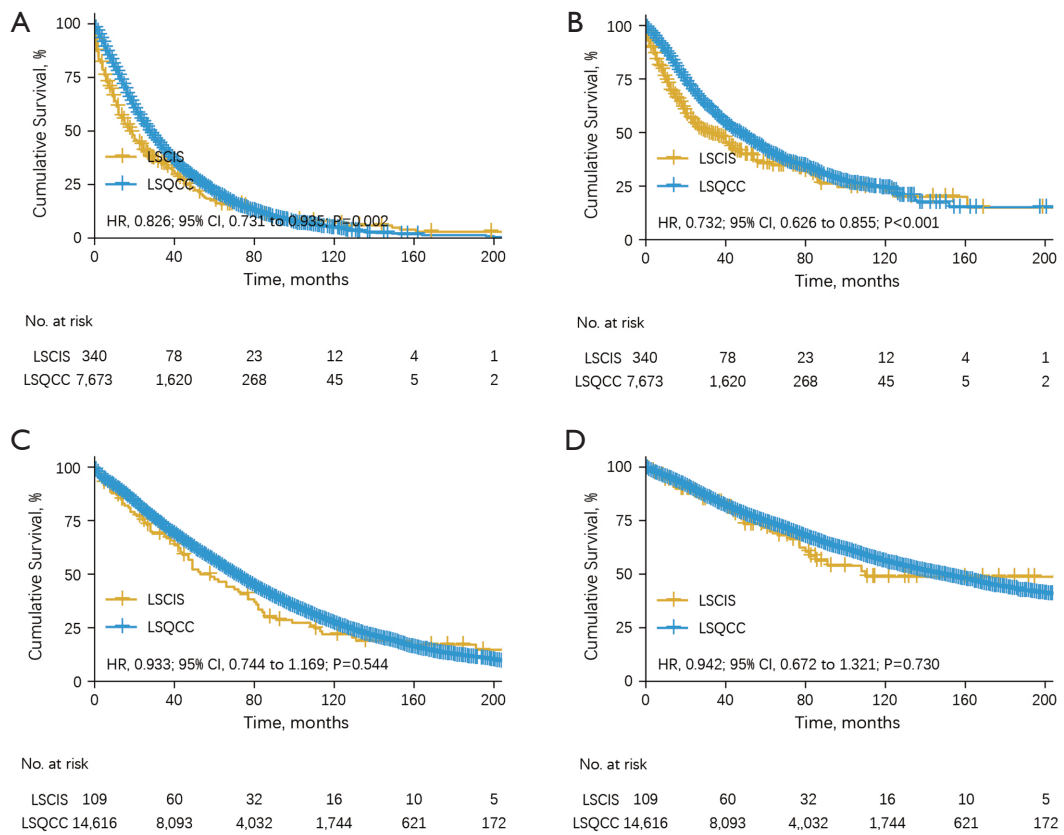 A
Cumulative Survival, %
100
75
50
25
0
LSCIS
LSQCC
HR, 0.826; 95% CI, 0.731 to 0.935; P=0.002
0 40 80 120 160 200
Time, months
No. at risk
LSCIS 340 78 23 12 4 1
LSQCC 7,673 1,620 268 45 5 2
B
Cumulative Survival, %
100
75
50
25
0
LSCIS
LSQCC
HR, 0.732; 95% CI, 0.626 to 0.855; P<0.001
0 40 80 120 160 200
Time, months
No. at risk
LSCIS 340 78 23 12 4 1
LSQCC 7,673 1,620 268 45 5 2
C
Cumulative Survival, %
100
75
50
25
0
LSCIS
LSQCC
HR, 0.933; 95% CI, 0.744 to 1.169; P=0.544
0 40 80 120 160 200
Time, months
No. at risk
LSCIS 109 60 32 16 10 5
LSQCC 14,616 8,093 4,032 1,744 621 172
D
Cumulative Survival, %
100
75
50
25
0
LSCIS
LSQCC
HR, 0.942; 95% CI, 0.672 to 1.321; P=0.730
0 40 80 120 160 200
Time, months
No. at risk
LSCIS 109 60 32 16 10 5
LSQCC 14,616 8,093 4,,032 1,744 621 172